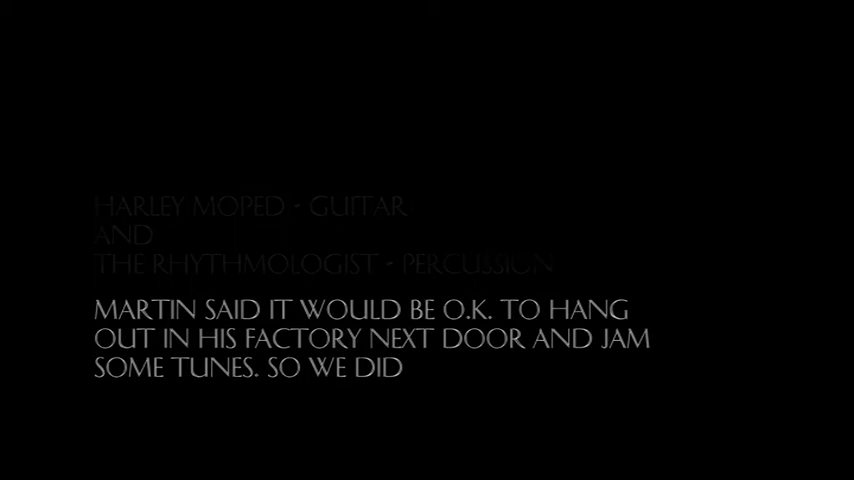 HARLEY MOPED - GUITAR
AND
THE RHYTHMOLOGIST - PERCUSSION
MARTIN SAID IT WOULD BE O.K. TO HANG
OUT IN HIS FACTORY NEXT DOOR AND JAM
SOME TUNES. SO WE DID